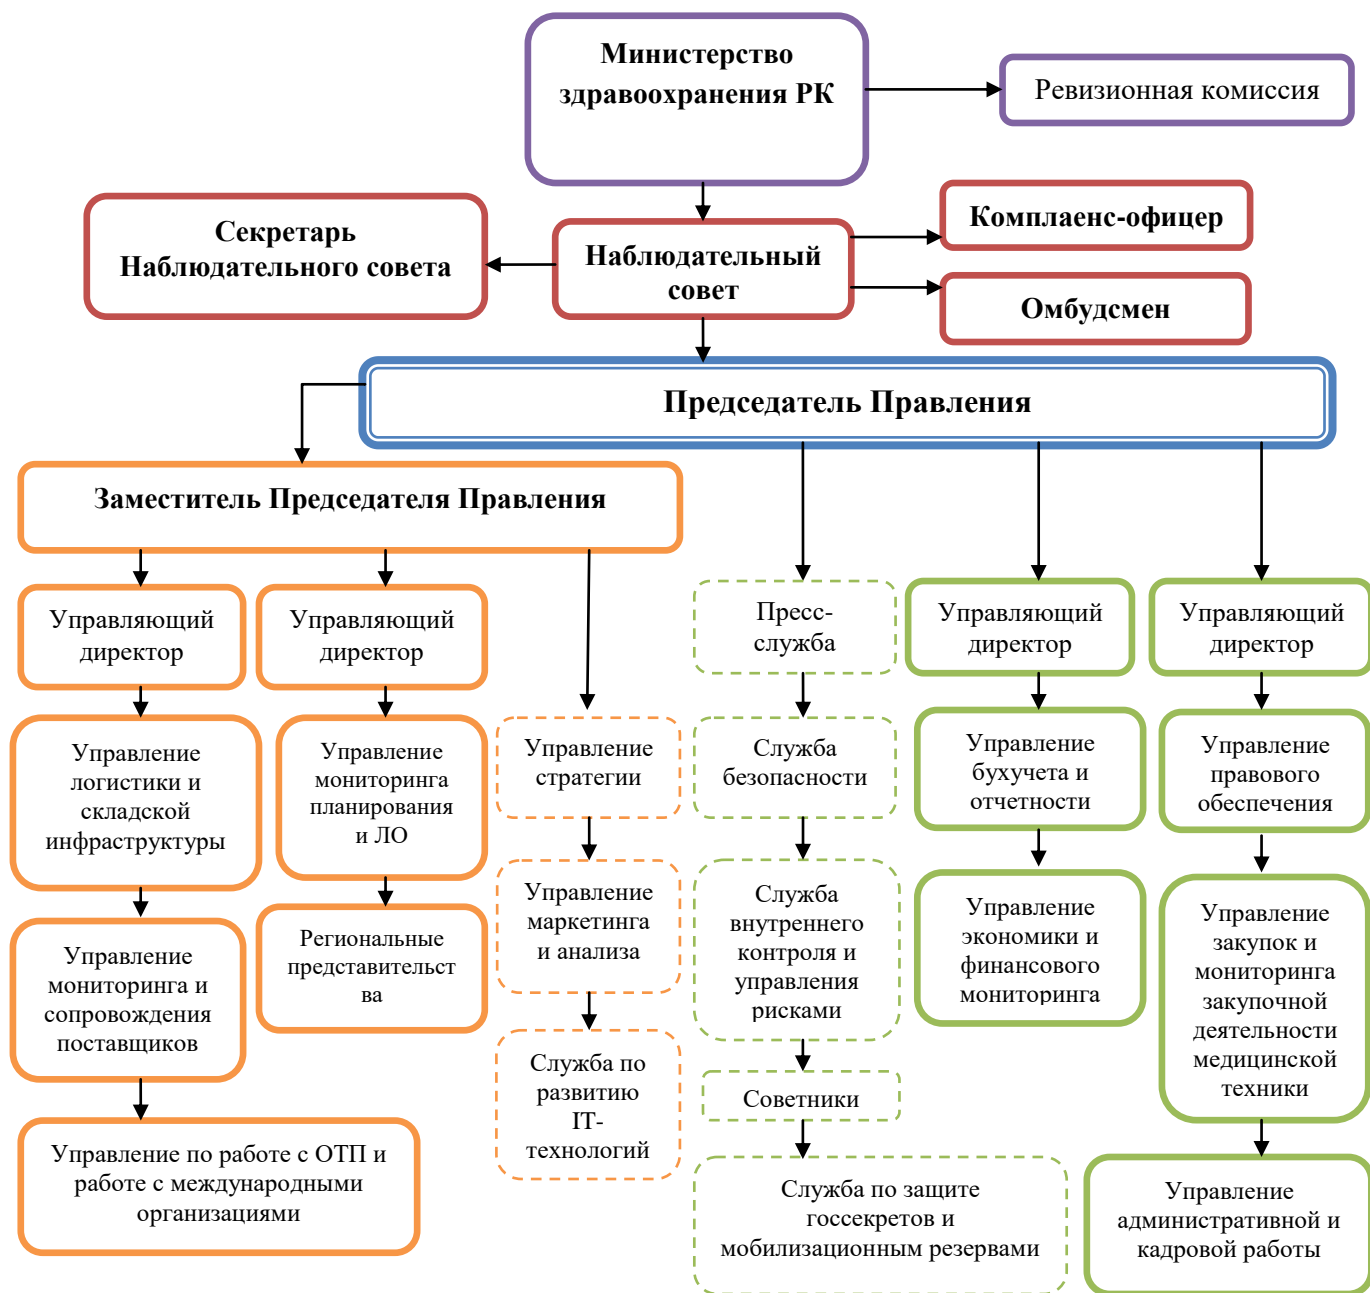 Министерство
здравоохранения РК
Ревизионная комиссия
Секретарь
Наблюдательного совета
Наблюдательный
совет
Комплаенс-офицер
Омбудсмен
Председатель Правления
Заместитель Председателя Правления
Управляющий
директор
Управление
логистики и
складской
инфраструктуры
Управление
мониторинга и
сопровождения
поставщиков
Управление по работе с ОТП и
работе с международными
организациями
Управляющий
директор
Управление
мониторинга
планирования
и ЛО
Региональные
представительст
ва
Управление
стратегии
Управление
маркетинга
и анализа
Служба по
развитию
IT-
технологий
Пресс-
служба
Служба
безопасности
Служба
внутреннего
контроля и
управления
рисками
Советники
Служба по защите
госсекретов и
мобилизационным резервами
Управляющий
директор
Управление
бухучета и
отчетности
Управление
экономики и
финансового
мониторинга
Управляющий
директор
Управление
правового
обеспечения
Управление
закупок и
мониторинга
закупочной
деятельности
медицинской
техники
Управление
административной и
кадровой работы